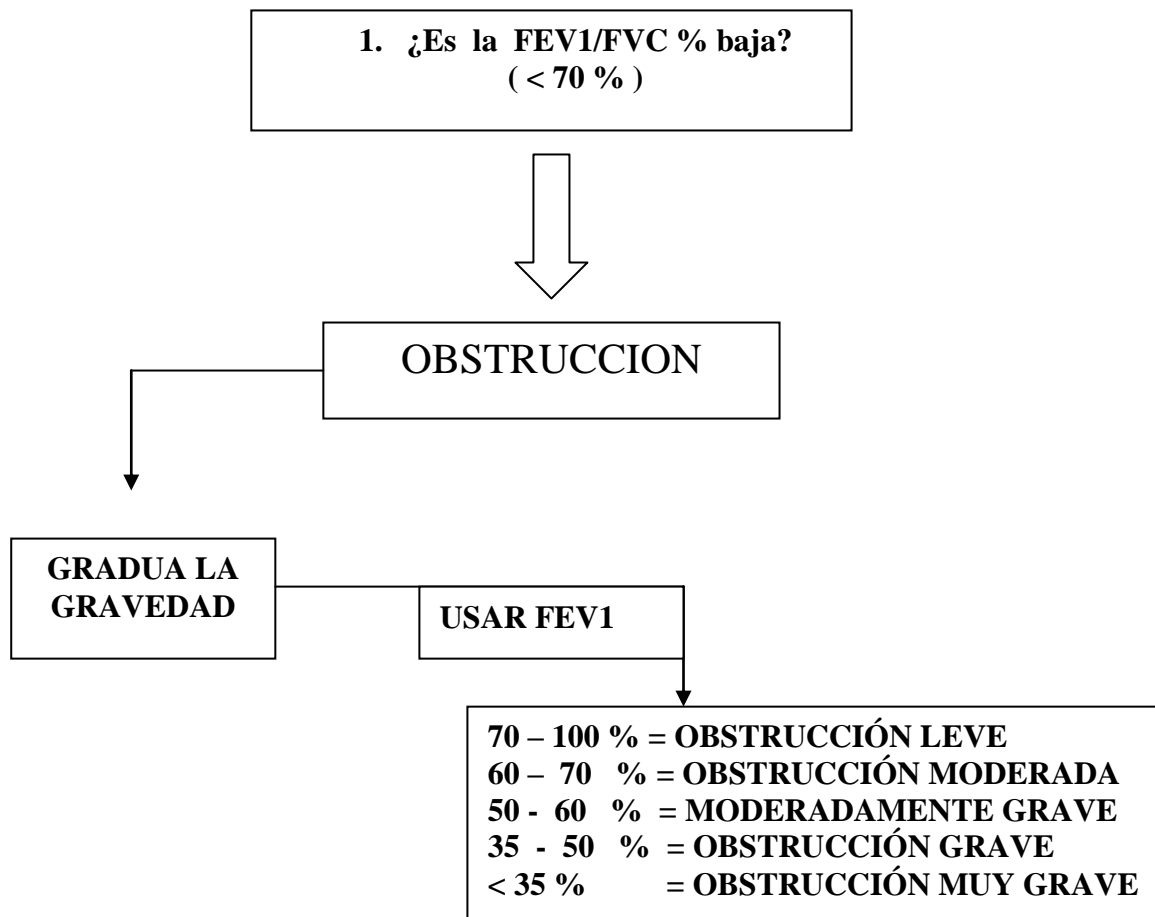 1. ¿Es la FEV1/FVC % baja?
( < 70 % )
OBSTRUCCION
GRADUA LA
GRAVEDAD
USAR FEV1
70 – 100 % = OBSTRUCCIÓN LEVE
60 – 70 % = OBSTRUCCIÓN MODERADA
50 - 60 % = MODERADAMENTE GRAVE
35 - 50 % = OBSTRUCCIÓN GRAVE
< 35 % = OBSTRUCCIÓN MUY GRAVE